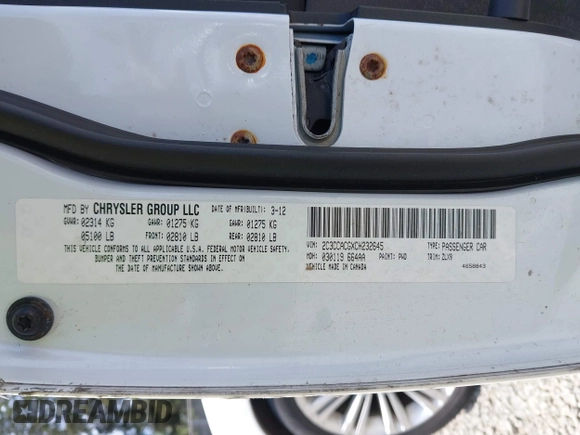 MFD BY CHRYSLER GROUP LLC DATE OF MFR(BUILT): 3-12
GVWR: 02314 KG GAWR: 01275 KG GAWR: 01275 KG
05100 LB FRONT: 02810 LB REAR: 02810 LB
THIS VEHICLE CONFORMS TO ALL APPLICABLE U.S.A. FEDERAL MOTOR VEHICLE SAFETY,
BUMPER AND THEFT PREVENTION STANDARDS IN EFFECT ON
THE DATE OF MANUFACTURE SHOWN ABOVE.
VIN: 2C3CCACGXCH232645 TYPE: PASSENGER CAR
MDH: 030119 664AA PAINT: PW0 TRIM: ZLX9
VEHICLE MADE IN CANADA 4658843
DREAMBID